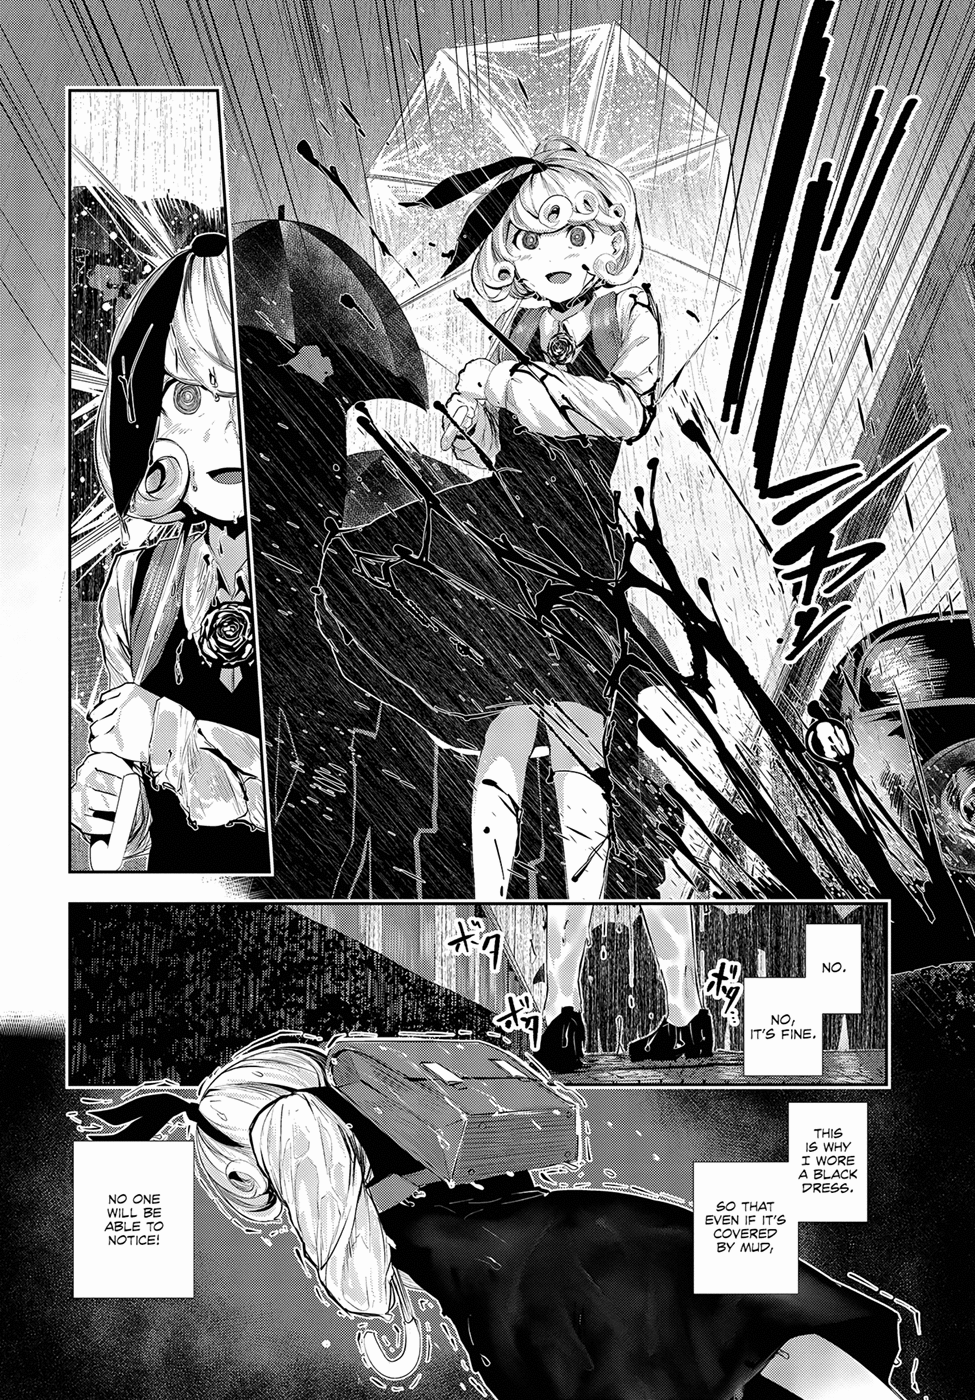 ボタ
ボタ
ボタ…
NO.
NO,
IT'S FINE.
THIS
IS WHY
I WORE
A BLACK
DRESS.
SO THAT
EVEN IF IT'S
COVERED
BY MUD,
NO ONE
WILL BE
ABLE TO
NOTICE!